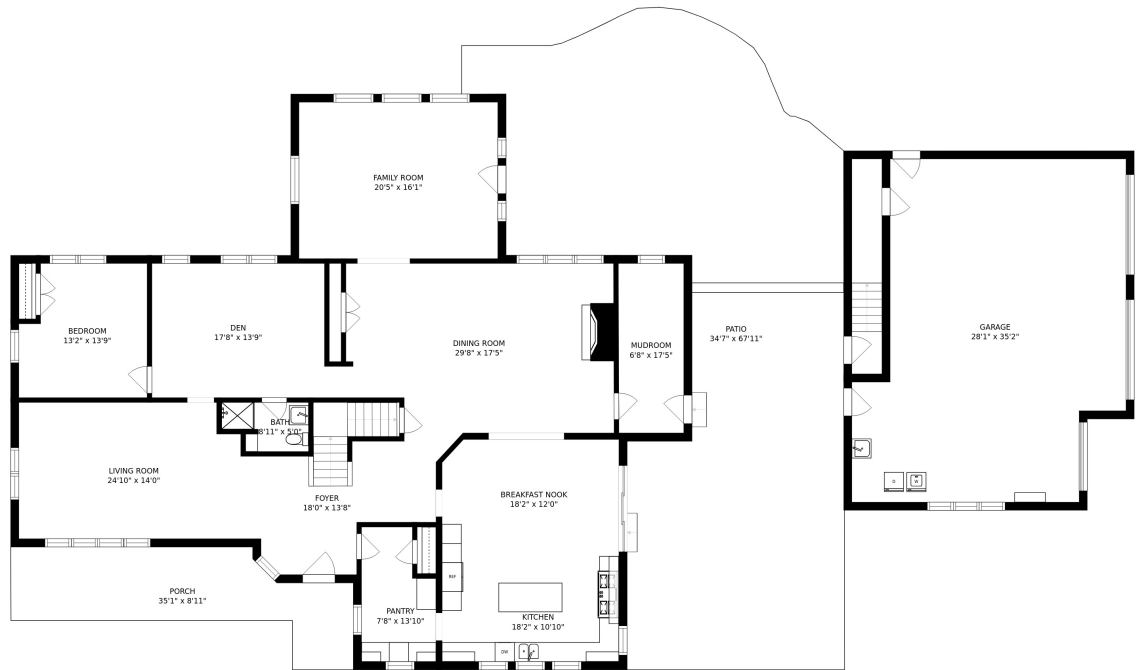 FAMILY ROOM
20'5" x 16'1"
BEDROOM
13'2" x 13'9"
DEN
17'8" x 13'9"
DINING ROOM
29'8" x 17'5"
MUDROOM
6'8" x 17'5"
PATIO
34'7" x 67'11"
GARAGE
28'1" x 35'2"
BATH
8'11" x 5'0"
LIVING ROOM
24'10" x 14'0"
FOYER
18'0" x 13'8"
BREAKFAST NOOK
18'2" x 12'0"
D
W
REF
PORCH
35'1" x 8'11"
PANTRY
7'8" x 13'10"
KITCHEN
18'2" x 10'10"
DW